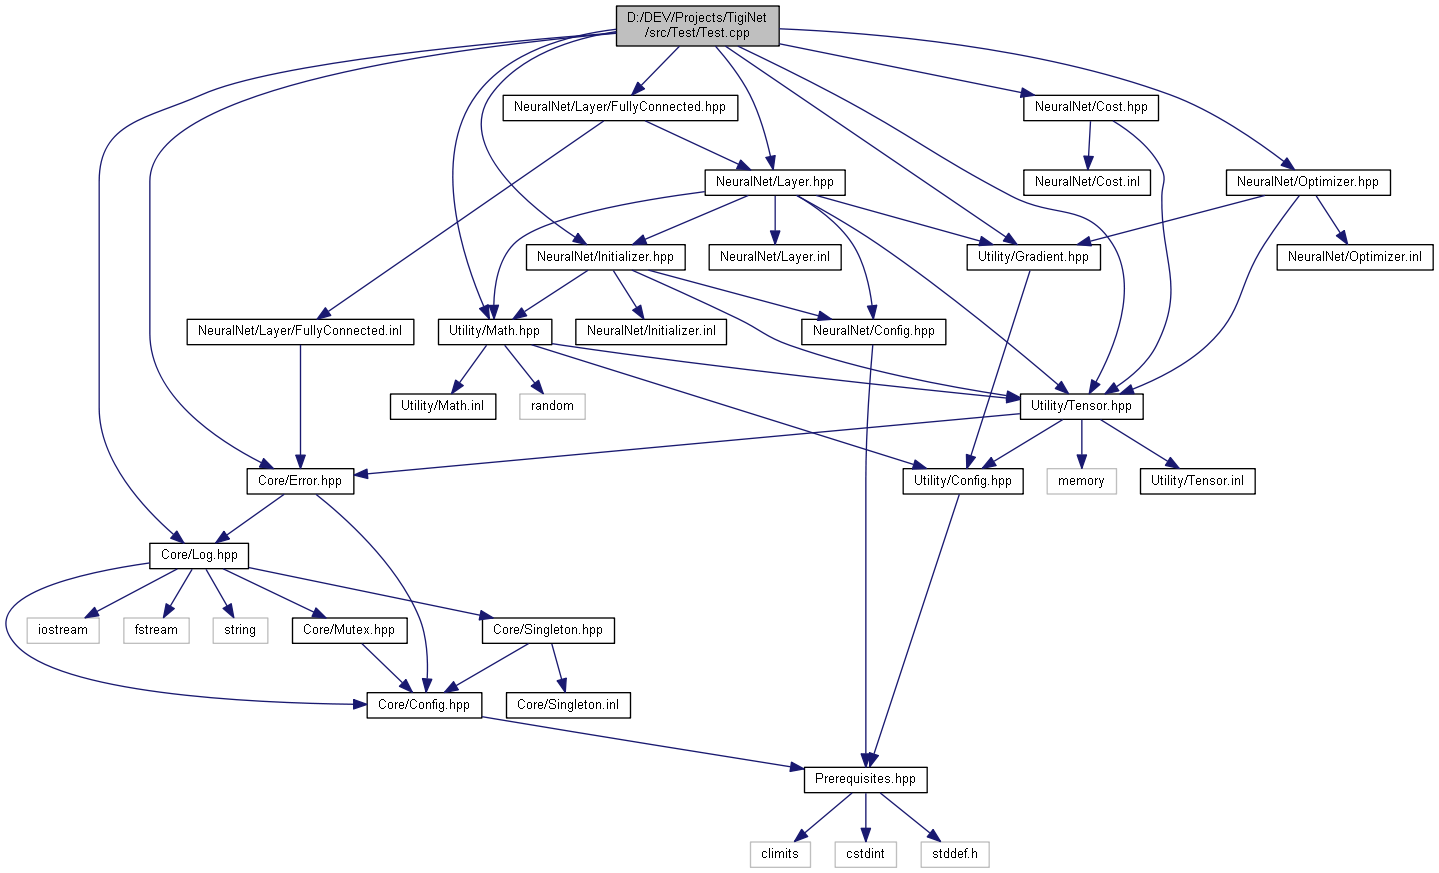 D:/DEV/Projects/TigiNet
/src/Test/Test.cpp
NeuralNet/Layer/FullyConnected.hpp
NeuralNet/Cost.hpp
NeuralNet/Layer.hpp
NeuralNet/Cost.inl
NeuralNet/Optimizer.hpp
NeuralNet/Initializer.hpp
NeuralNet/Layer.inl
Utility/Gradient.hpp
NeuralNet/Optimizer.inl
NeuralNet/Layer/FullyConnected.inl
Utility/Math.hpp
NeuralNet/Initializer.inl
NeuralNet/Config.hpp
Utility/Math.inl
random
Utility/Tensor.hpp
Core/Error.hpp
Utility/Config.hpp
memory
Utility/Tensor.inl
Core/Log.hpp
iostream
fstream
string
Core/Mutex.hpp
Core/Singleton.hpp
Core/Config.hpp
Core/Singleton.inl
Prerequisites.hpp
climits
cstdint
stddef.h